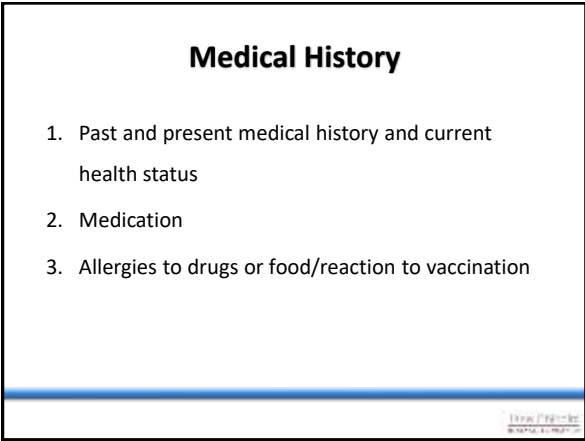 Medical History
1. Past and present medical history and current
health status
2. Medication
3. Allergies to drugs or food/reaction to vaccination